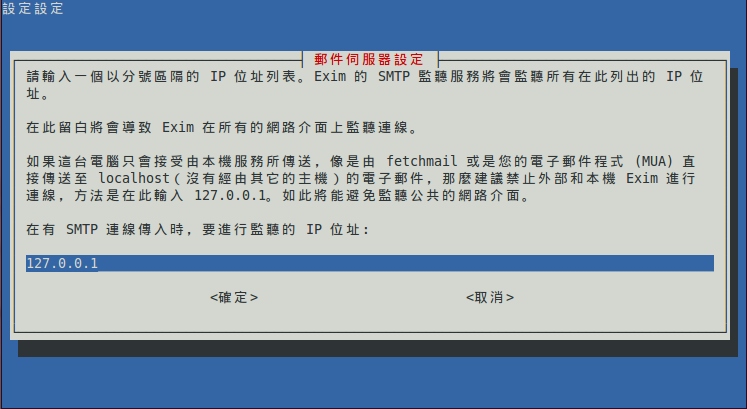 設定設定
郵件伺服器設定
請輸入一個以分號區隔的 IP 位址列表。Exim 的 SMTP 監聽服務將會監聽所有在此列出的 IP 位
址。
在此留白將會導致 Exim 在所有的網路介面上監聽連線。
如果這台電腦只會接受由本機服務所傳送，像是由 fetchmail 或是您的電子郵件程式 (MUA) 直
接傳送至 localhost（沒有經由其它的主機）的電子郵件，那麼建議禁止外部和本機 Exim 進行
連線，方法是在此輸入 127.0.0.1。如此將能避免監聽公共的網路介面。
在有 SMTP 連線傳入時，要進行監聽的 IP 位址：
127.0.0.1
<確定> <取消>